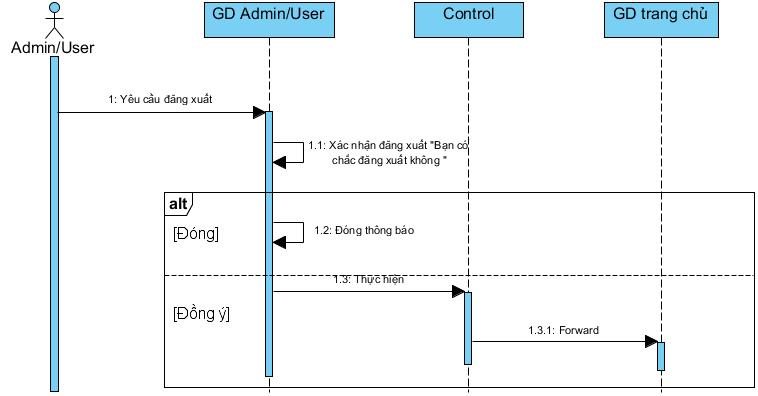 Admin/User
GD Admin/User
Control
GD trang chủ
1: Yêu cầu đăng xuất
1.1: Xác nhận đăng xuất "Bạn có
chắc đăng xuất không "
alt
[Đóng]
1.2: Đóng thông báo
1.3: Thực hiện
[Đồng ý]
1.3.1: Forward